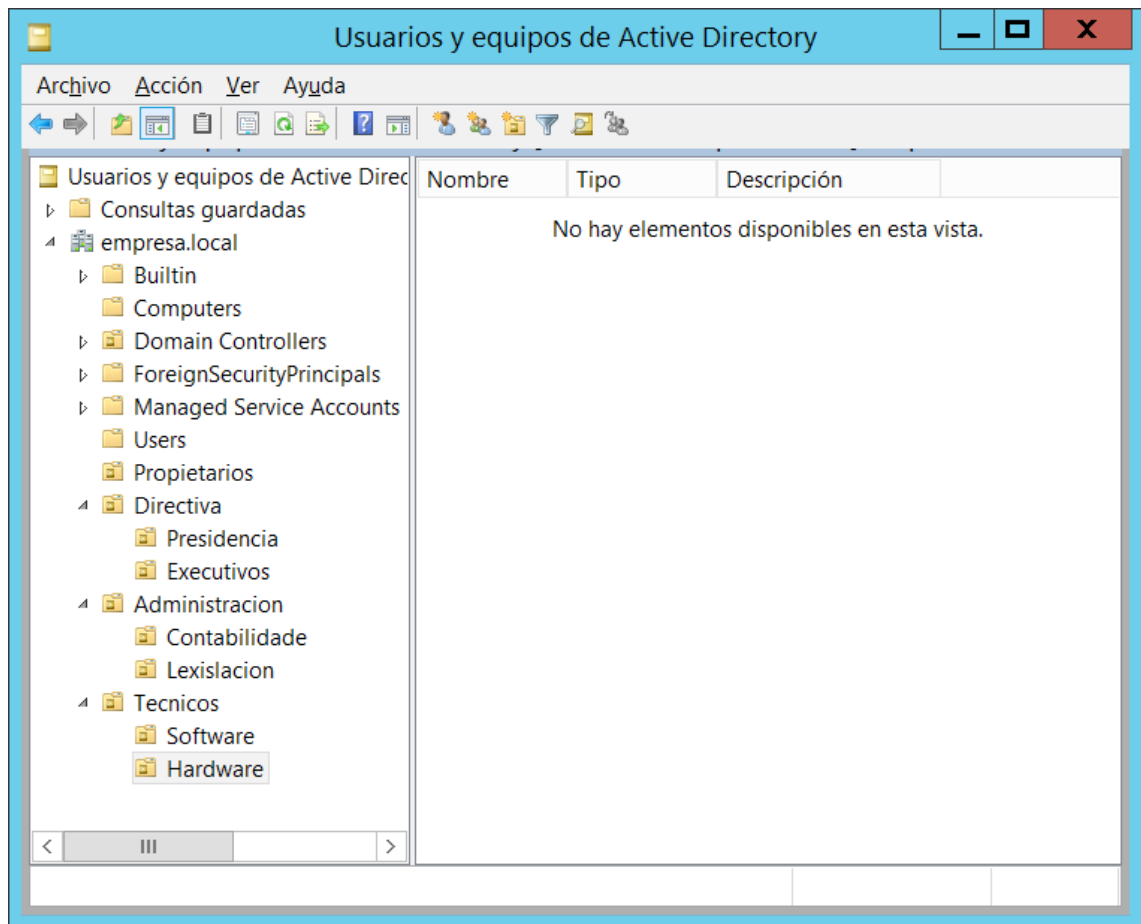 Usuarios y equipos de Active Directory
Archivo Acción Ver Ayuda
Usuarios y equipos de Active Direc
Nombre Tipo Descripción
Consultas guardadas
No hay elementos disponibles en esta vista.
empresa.local
Builtin
Computers
Domain Controllers
ForeignSecurityPrincipals
Managed Service Accounts
Users
Propietarios
Directiva
Presidencia
Executivos
Administracion
Contabilidade
Lexislacion
Tecnicos
Software
Hardware